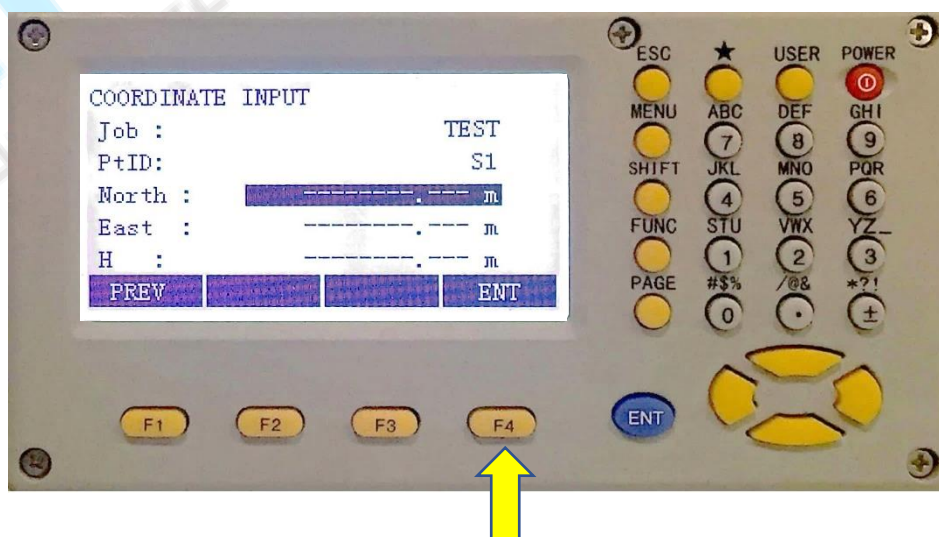 COORDINATE INPUT
Job : TEST
PtID: S1
North : --------.--- m
East : --------.--- m
H : --------.--- m
PREV ENT
F1 F2 F3 F4
ESC ★ USER POWER
MENU ABC DEF GHI
7 8 9
SHIFT JKL MNO PQR
4 5 6
FUNC STU VWX YZ_
1 2 3
PAGE #$% /@& *?!
0 . ±
ENT